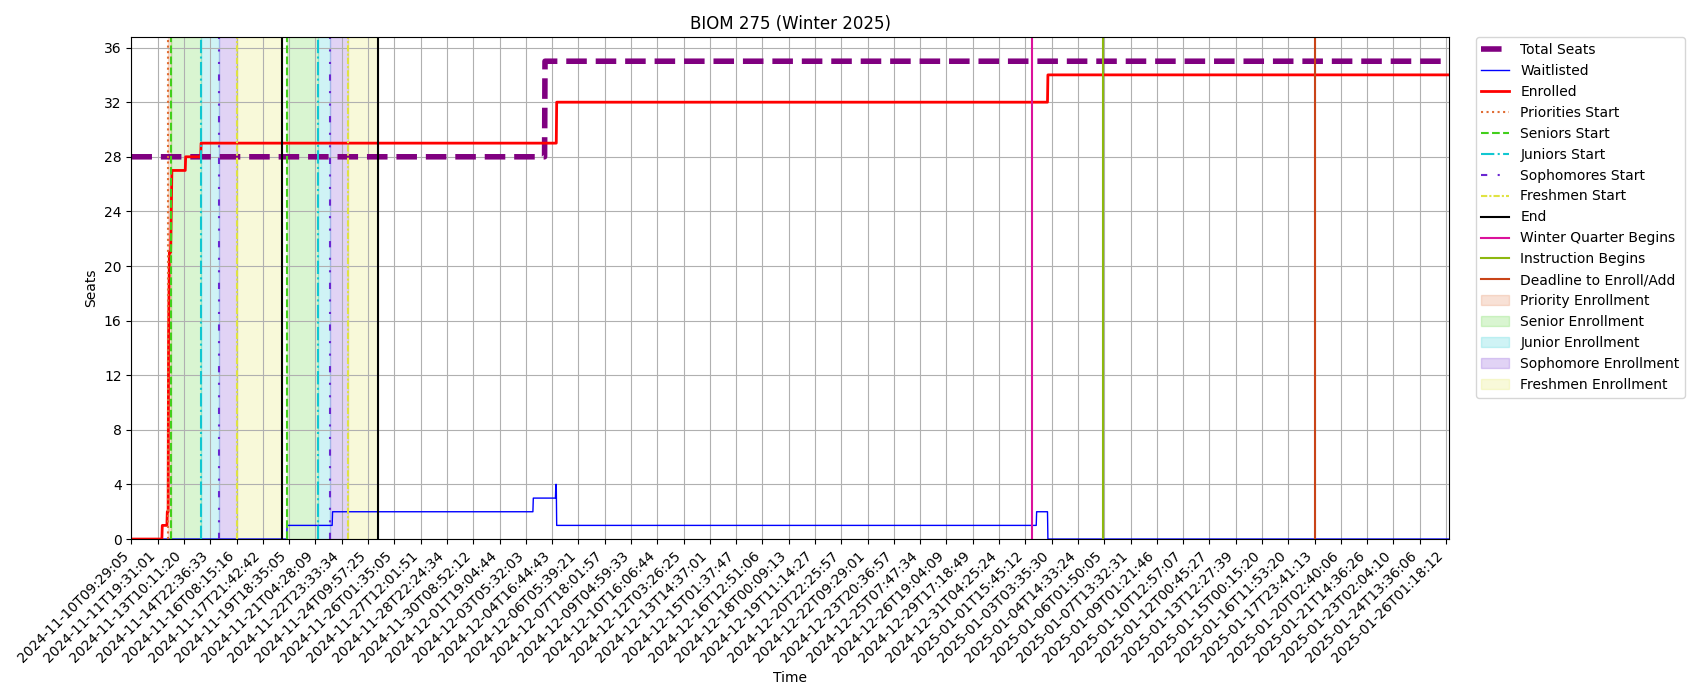 BIOM 275 (Winter 2025)
36
32
28
24
20
16
12
8
4
0
Seats
2024-11-10T09:29:05
2024-11-11T19:31:01
2024-11-13T10:11:20
2024-11-14T22:36:33
2024-11-16T08:15:16
2024-11-17T21:42:42
2024-11-19T18:35:05
2024-11-21T04:28:09
2024-11-22T23:33:34
2024-11-24T09:57:25
2024-11-26T01:35:05
2024-11-27T12:01:51
2024-11-28T22:24:34
2024-11-30T08:52:12
2024-12-01T19:04:44
2024-12-03T05:32:03
2024-12-04T16:44:43
2024-12-06T05:39:21
2024-12-07T18:01:57
2024-12-09T04:59:33
2024-12-10T16:06:44
2024-12-12T03:26:25
2024-12-13T14:37:01
2024-12-15T01:37:47
2024-12-16T12:51:06
2024-12-18T00:09:13
2024-12-19T11:14:27
2024-12-20T22:25:57
2024-12-22T09:29:01
2024-12-23T20:36:57
2024-12-25T07:47:34
2024-12-26T19:04:09
2024-12-29T17:18:49
2024-12-31T04:25:24
2025-01-01T15:45:12
2025-01-03T03:35:30
2025-01-04T14:33:24
2025-01-06T01:50:05
2025-01-07T13:32:31
2025-01-09T01:21:46
2025-01-10T12:57:07
2025-01-12T00:45:27
2025-01-13T12:27:39
2025-01-15T00:15:20
2025-01-16T11:53:20
2025-01-17T23:41:13
2025-01-20T02:40:06
2025-01-21T14:36:26
2025-01-23T02:04:10
2025-01-24T13:36:06
2025-01-26T01:18:12
Time
Total Seats
Waitlisted
Enrolled
Priorities Start
Seniors Start
Juniors Start
Sophomores Start
Freshmen Start
End
Winter Quarter Begins
Instruction Begins
Deadline to Enroll/Add
Priority Enrollment
Senior Enrollment
Junior Enrollment
Sophomore Enrollment
Freshmen Enrollment